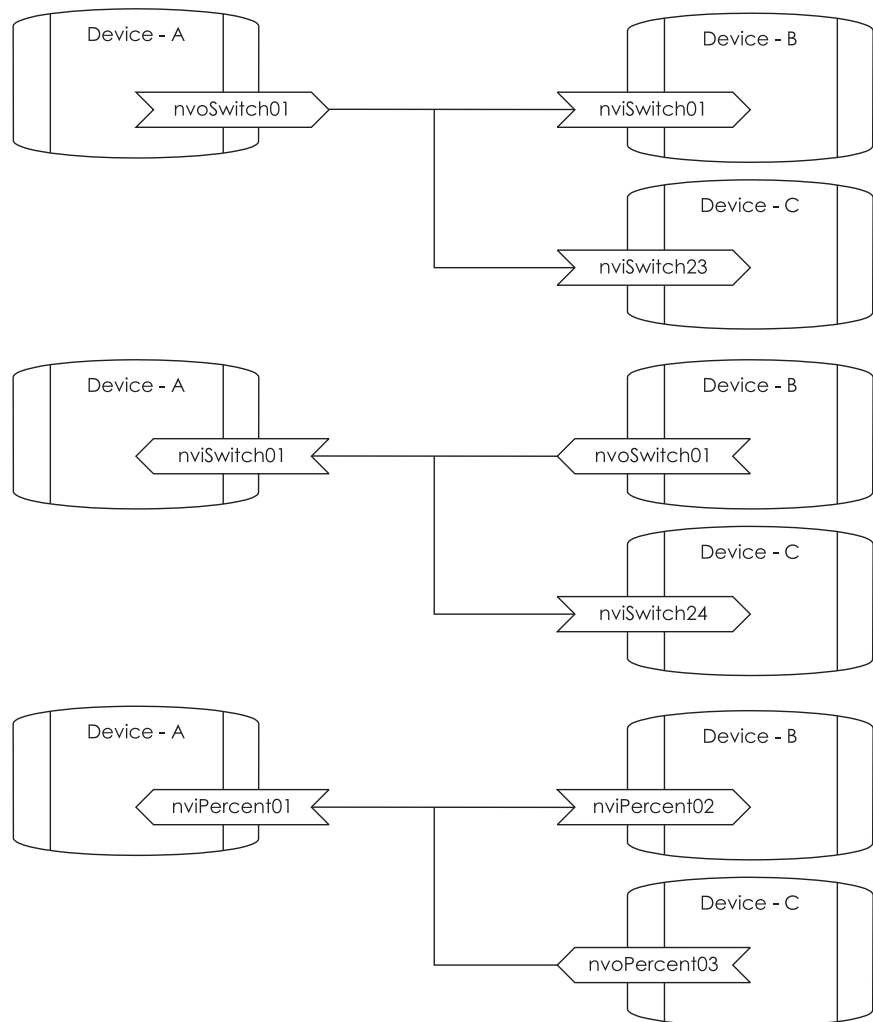 Device - A
Device - B
nvoSwitch01
nviSwitch01
Device - C
nviSwitch23
Device - A
Device - B
nviSwitch01
nvoSwitch01
Device - C
nviSwitch24
Device - A
Device - B
nviPercent01
nviPercent02
Device - C
nvoPercent03